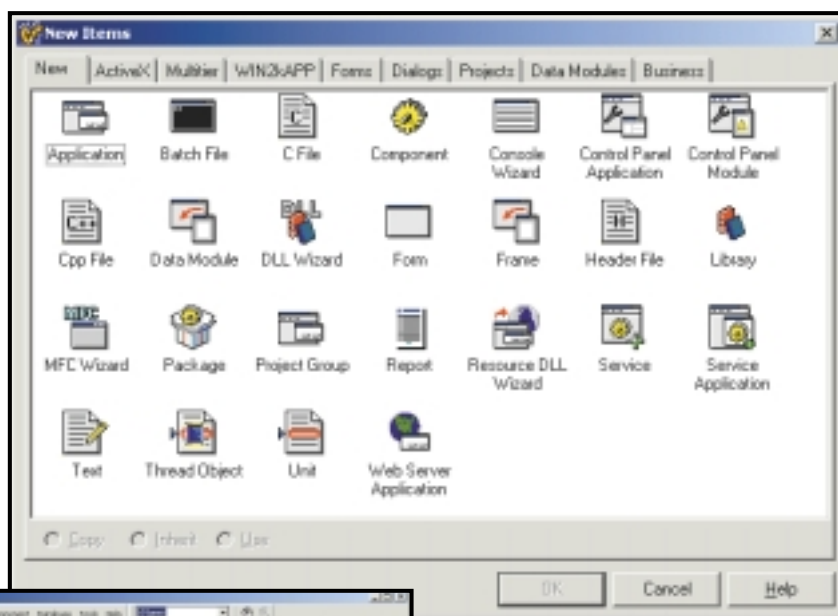 New Items
New ActiveX Multitier WIN2kAPP Forms Dialogs Projects Data Modules Business
Application Batch File C File Component Console Wizard Control Panel Application Control Panel Module
DLL
Cpp File Data Module DLL Wizard Form Frame Header File Library
MFC
MFC Wizard Package Project Group Report Resource DLL Wizard Service Service Application
Text Thread Object Unit Web Server Application
Copy Inherit Use
OK Cancel Help